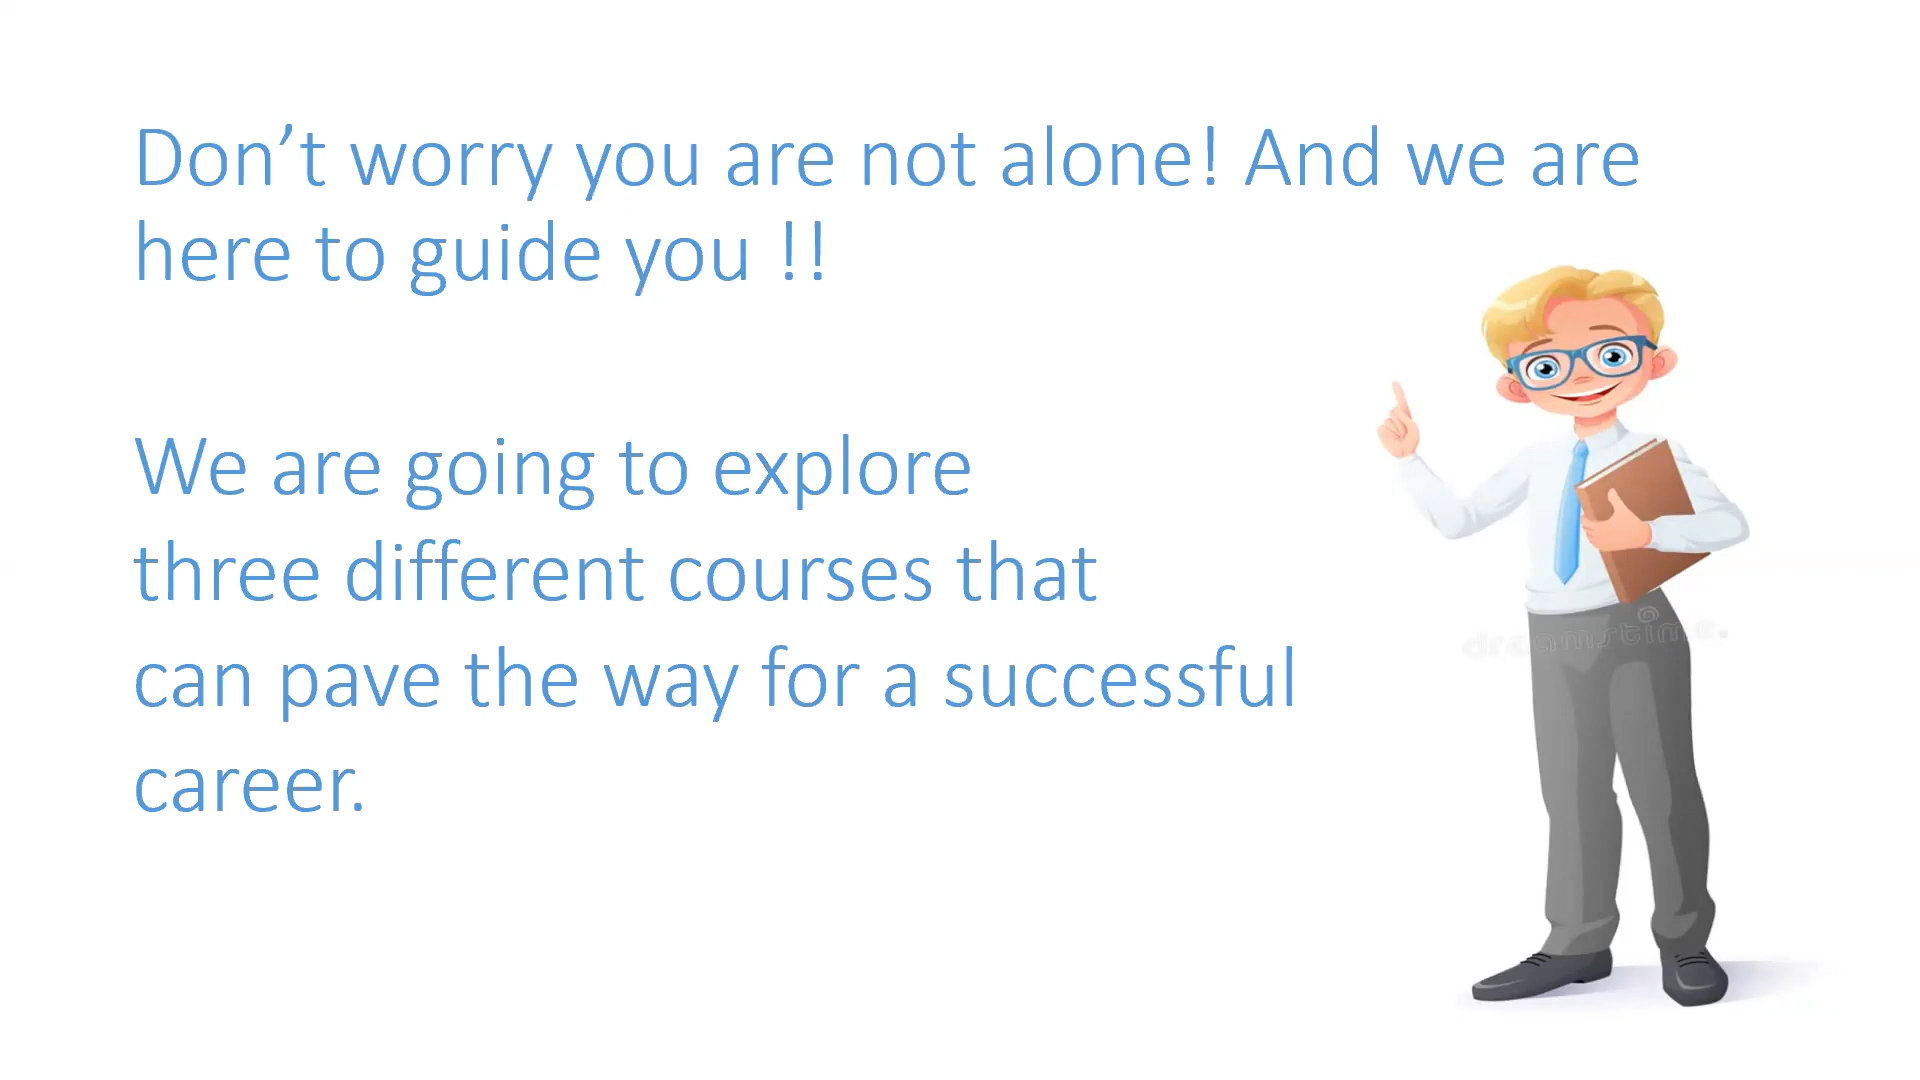 Don’t worry you are not alone! And we are
here to guide you !!
We are going to explore
three different courses that
can pave the way for a successful
career.
dreamstime.